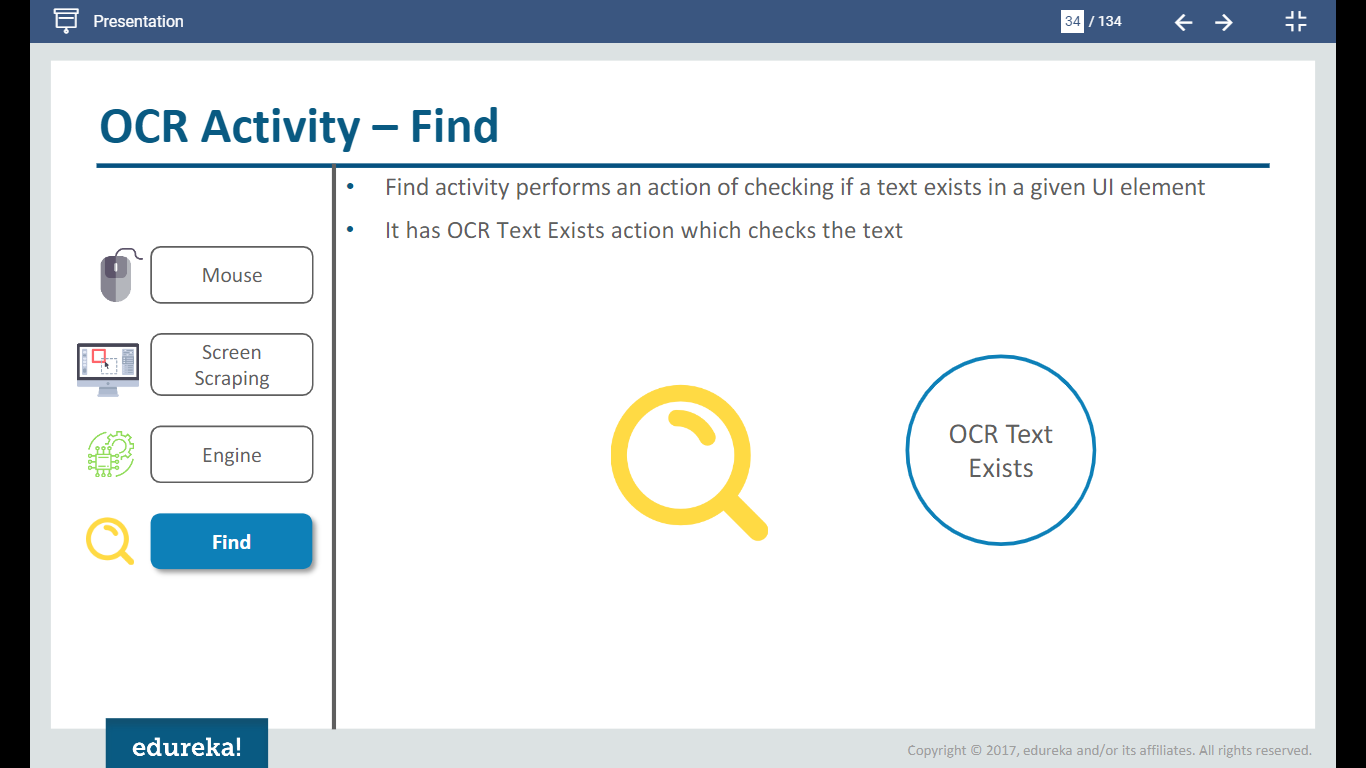 Presentation
34 / 134
OCR Activity – Find
• Find activity performs an action of checking if a text exists in a given UI element
• It has OCR Text Exists action which checks the text
Mouse
Screen
Scraping
Engine
Find
OCR Text
Exists
edureka!
Copyright © 2017, edureka and/or its affiliates. All rights reserved.